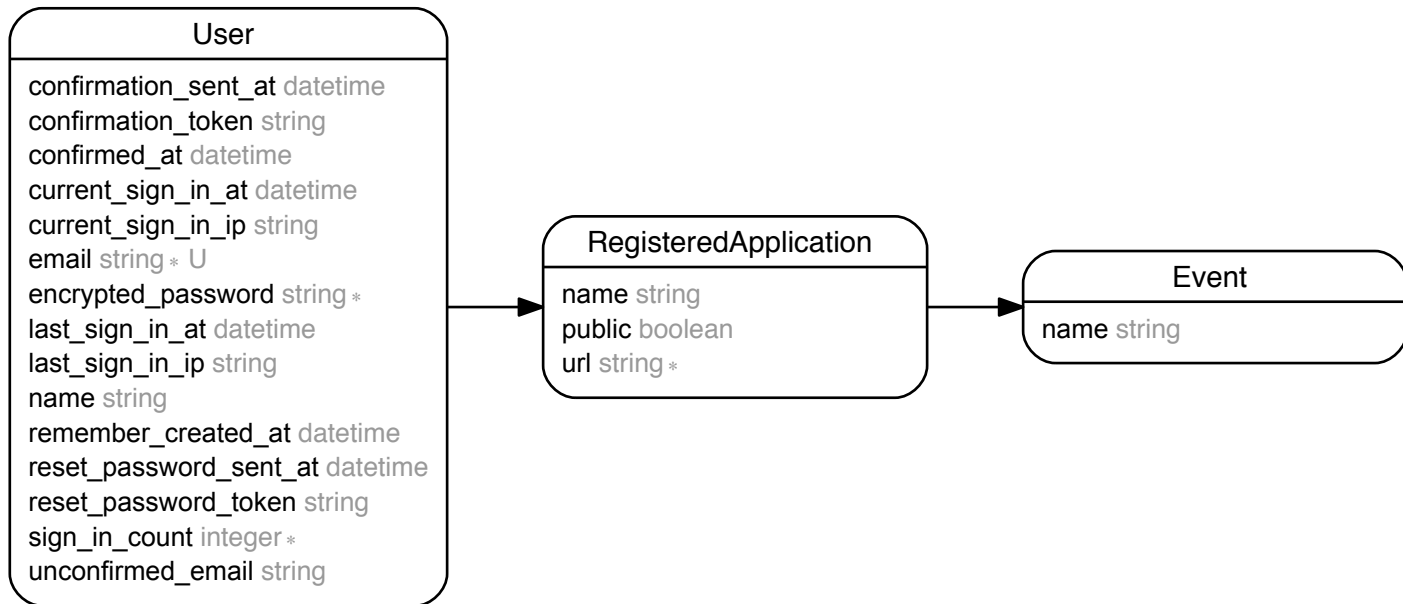 User
confirmation_sent_at datetime
confirmation_token string
confirmed_at datetime
current_sign_in_at datetime
current_sign_in_ip string
email string * U
encrypted_password string *
last_sign_in_at datetime
last_sign_in_ip string
name string
remember_created_at datetime
reset_password_sent_at datetime
reset_password_token string
sign_in_count integer *
unconfirmed_email string
RegisteredApplication
name string
public boolean
url string *
Event
name string